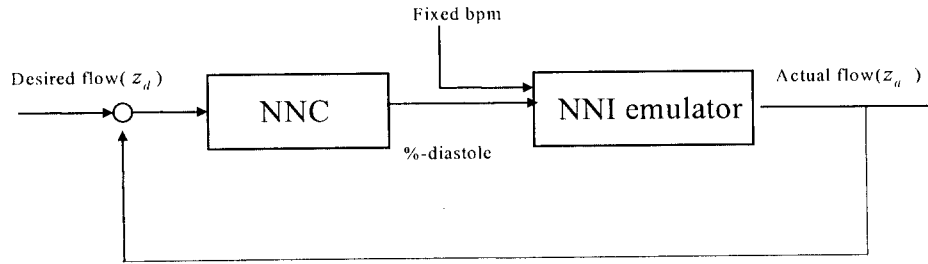 Fixed bpm
Desired flow( z_d )
Actual flow(z_a )
NNC
NNI emulator
%-diastole